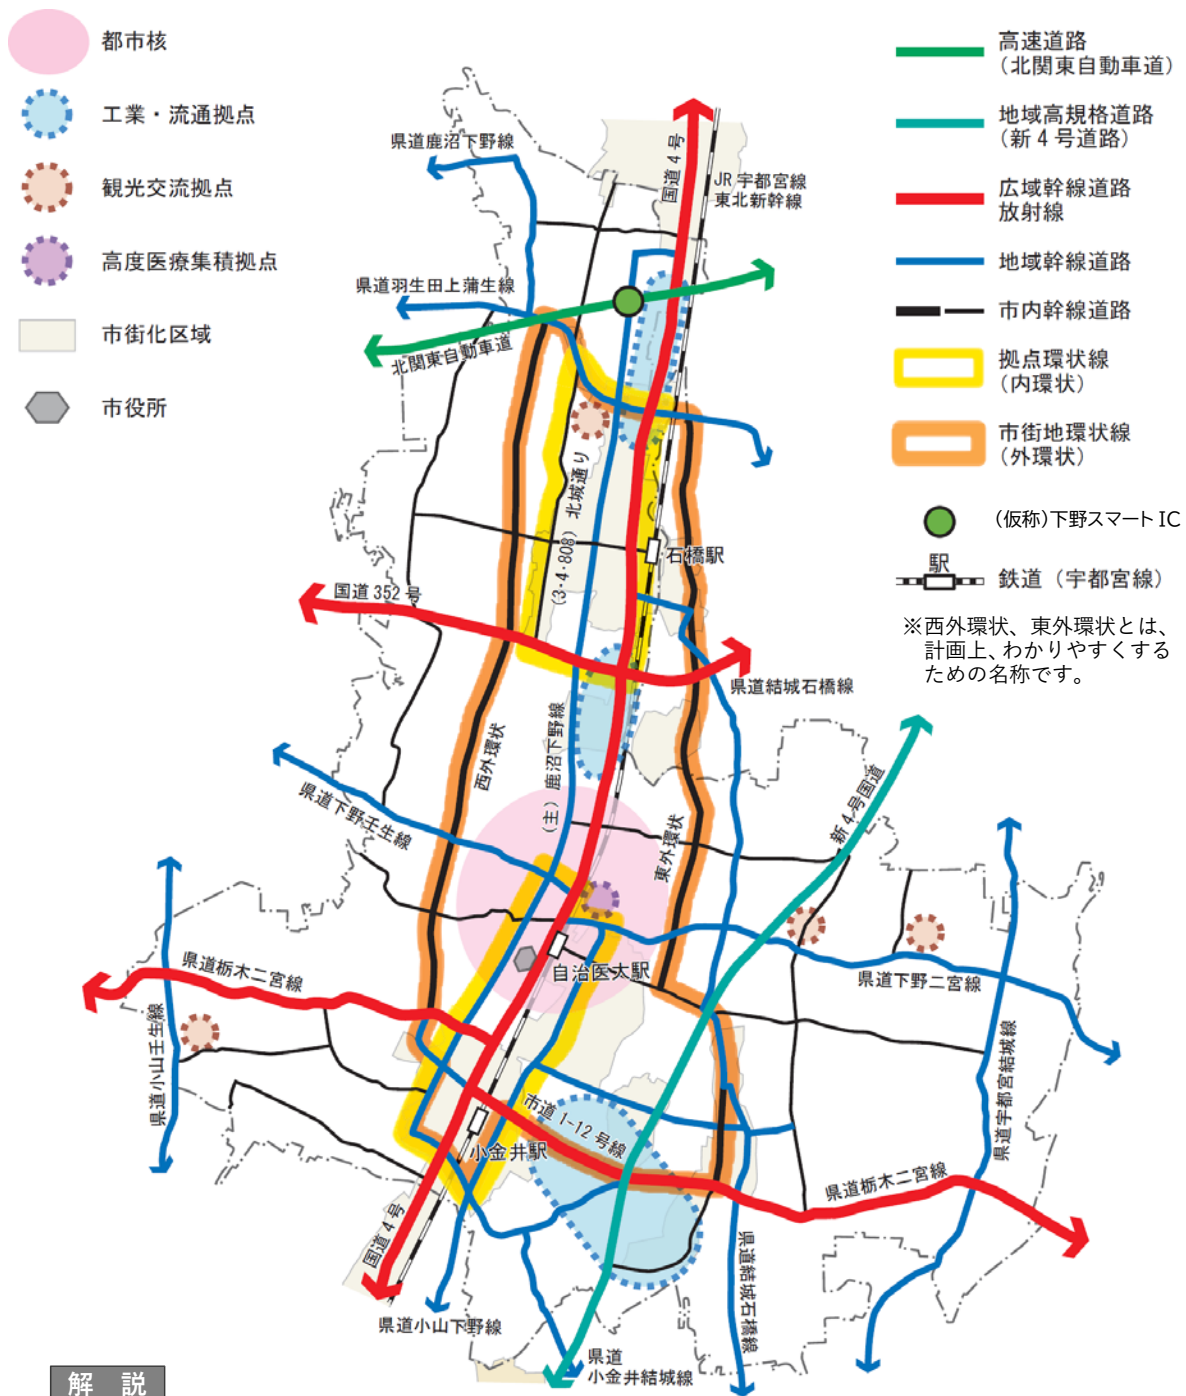 都市核
工業・流通拠点
観光交流拠点
高度医療集積拠点
市街化区域
市役所
高速道路
(北関東自動車道)
地域高規格道路
(新4号道路)
広域幹線道路
放射線
地域幹線道路
市内幹線道路
拠点環状線
(内環状)
市街地環状線
(外環状)
(仮称)下野スマートIC
駅
鉄道(宇都宮線)
※西外環状、東外環状とは、
計画上、わかりやすくする
ための名称です。
県道鹿沼下野線
国道4号
JR宇都宮線
東北新幹線
県道羽生田上蒲生線
北関東自動車道
(3・4・808) 北城通り
石橋駅
国道352号
県道結城石橋線
西外環状
(主) 鹿沼下野線
県道下野壬生線
東外環状
新4号国道
自治医大駅
県道下野二宮線
県道栃木二宮線
県道小山壬生線
県道宇都宮結城線
市道1-12号線
小金井駅
県道栃木二宮線
国道4号
県道小山下野線
県道結城石橋線
県道
小金井結城線
解 説